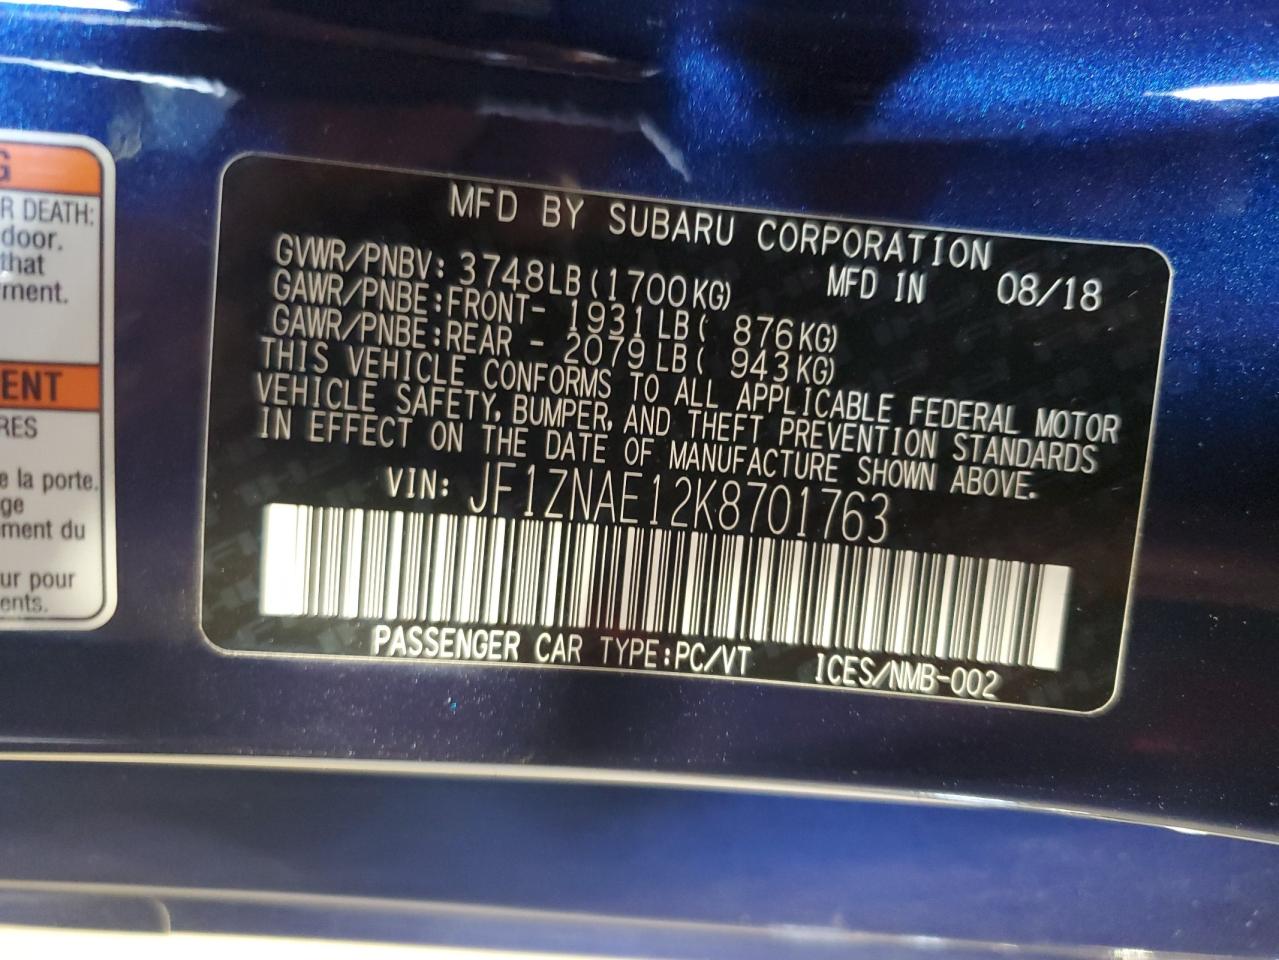 G
R DEATH:
door.
that
ment.
ENT
RES
e la porte.
ge
ment du
ur pour
ents.
MFD BY SUBARU CORPORATION
GVWR/PNBV: 3748LB(1700KG) MFD IN 08/18
GAWR/PNBE:FRONT- 1931LB( 876KG)
GAWR/PNBE:REAR - 2079LB( 943KG)
THIS VEHICLE CONFORMS TO ALL APPLICABLE FEDERAL MOTOR
VEHICLE SAFETY, BUMPER, AND THEFT PREVENTION STANDARDS
IN EFFECT ON THE DATE OF MANUFACTURE SHOWN ABOVE.
VIN: JF1ZNAE12K8701763
PASSENGER CAR TYPE:PC/VT ICES/NMB-002